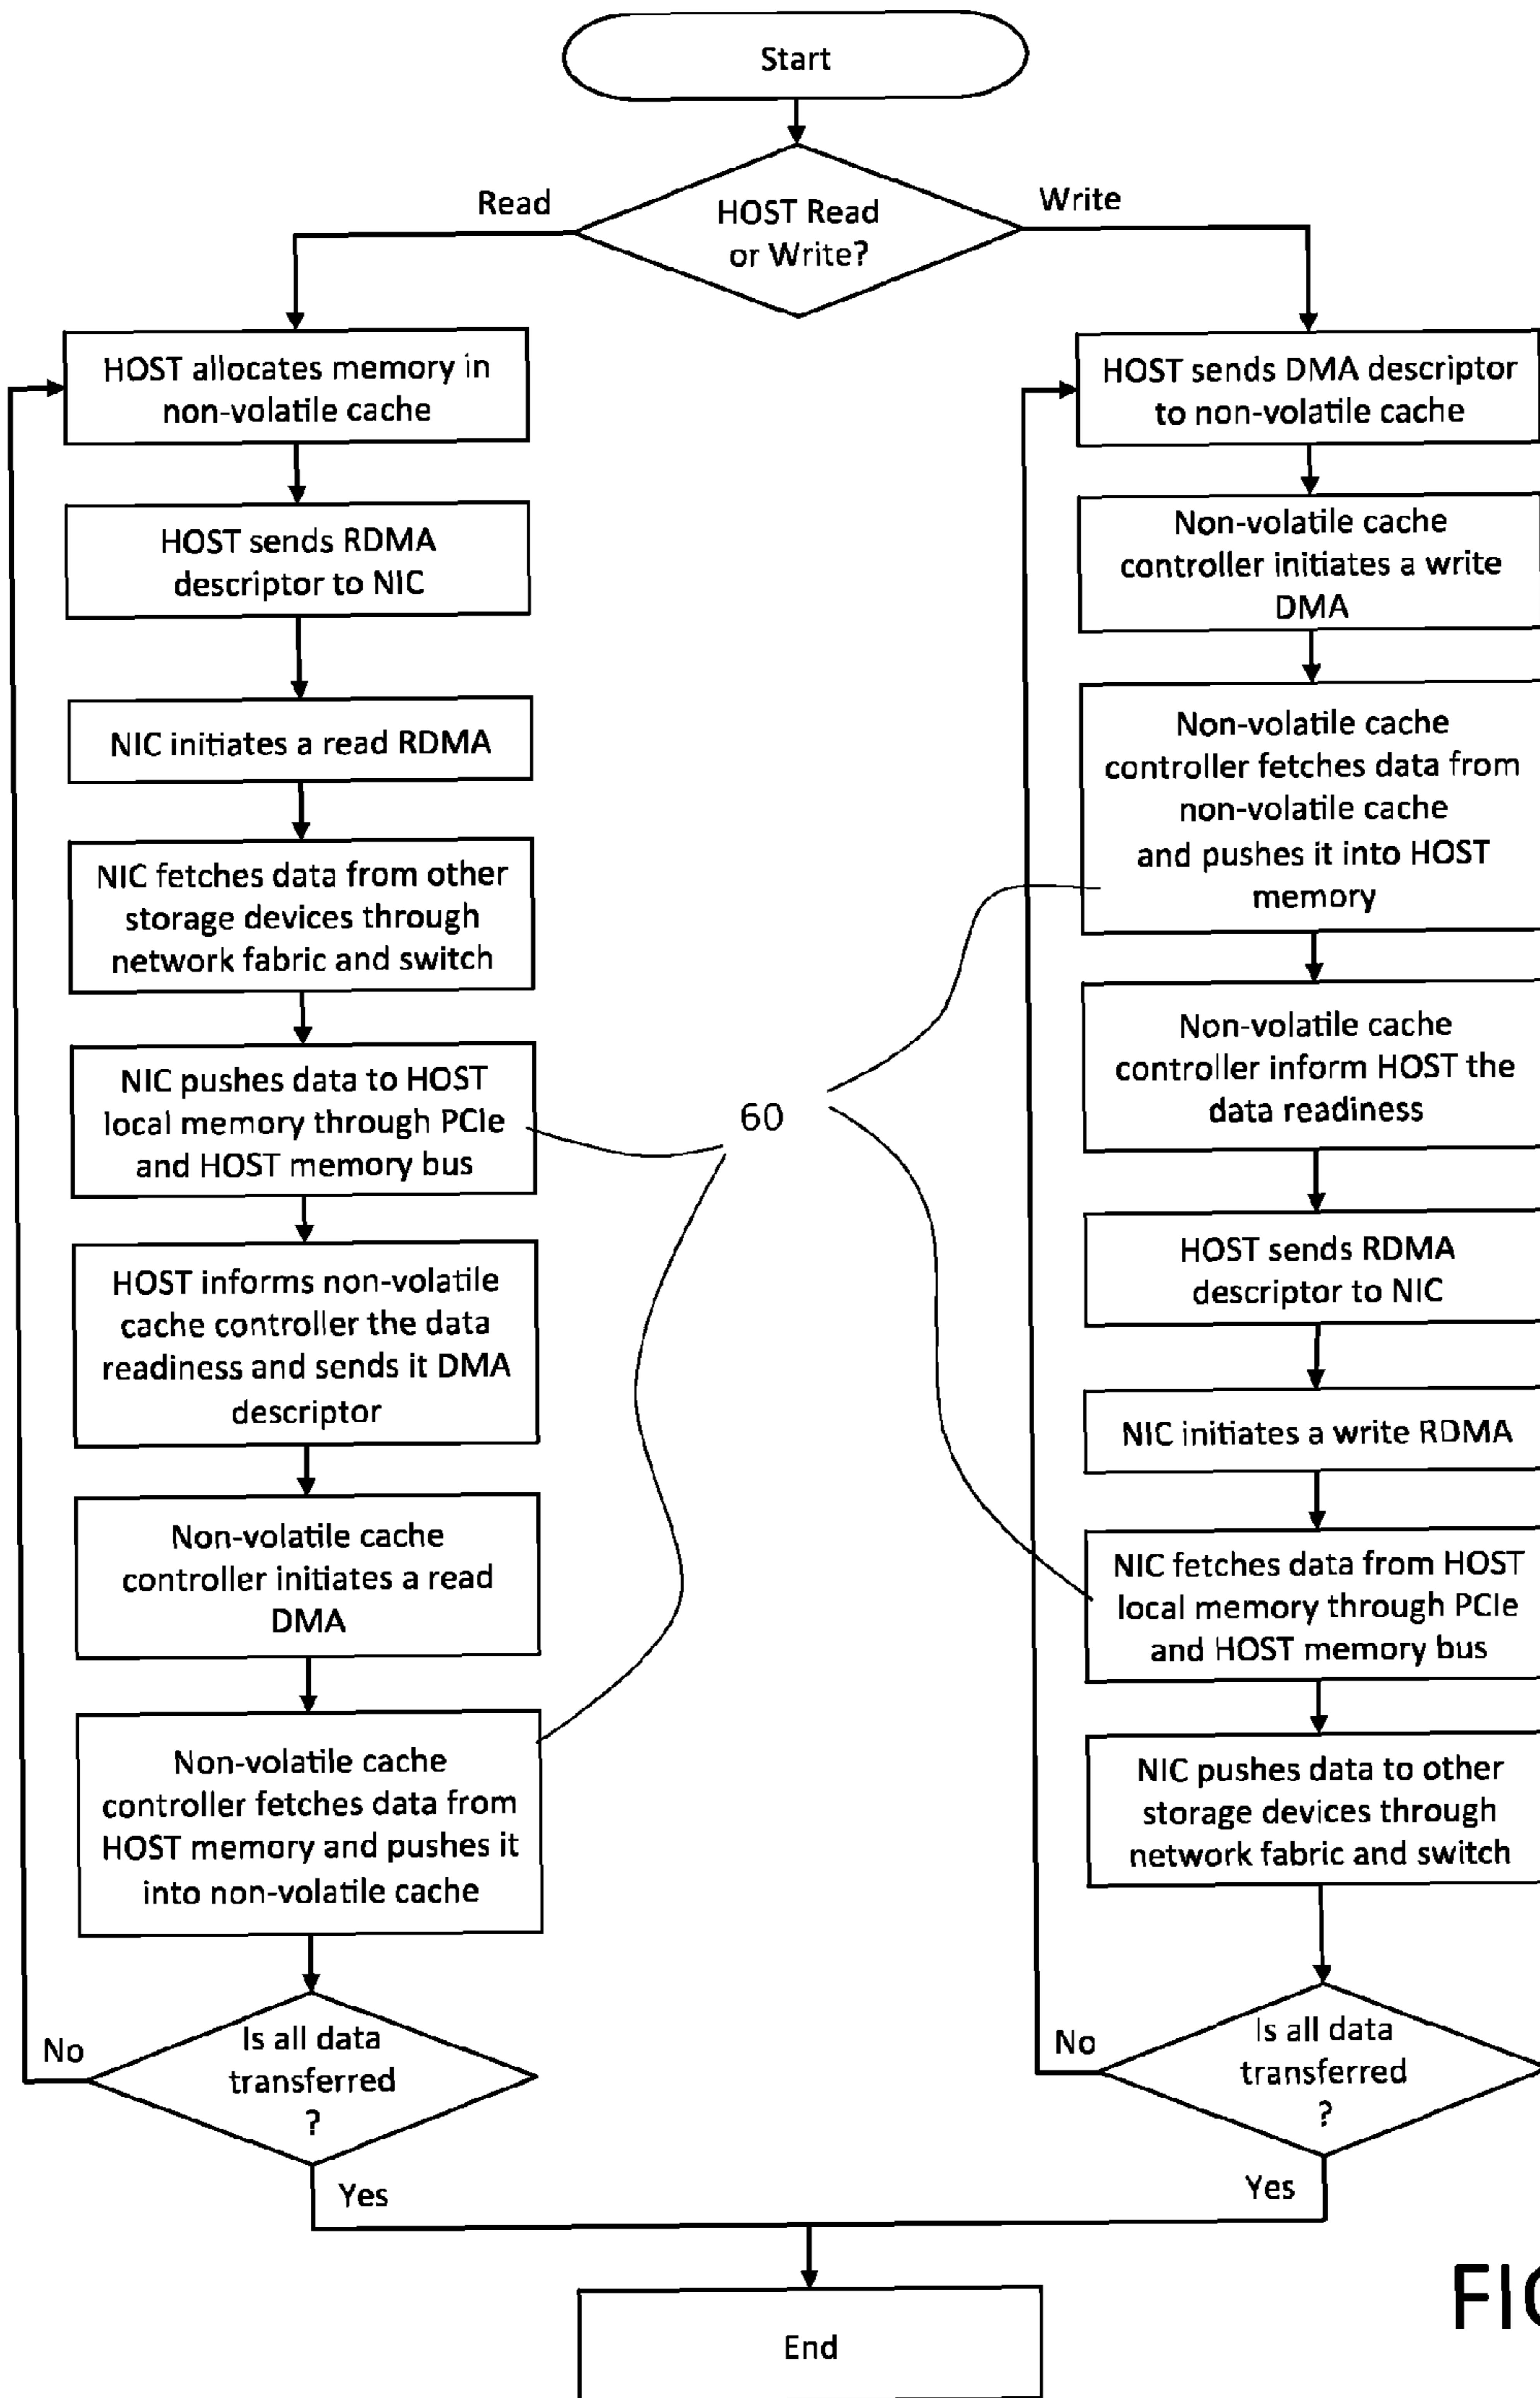 Start
HOST Read
or Write?
Read
Write
HOST allocates memory in
non-volatile cache
HOST sends RDMA
descriptor to NIC
NIC initiates a read RDMA
NIC fetches data from other
storage devices through
network fabric and switch
NIC pushes data to HOST
local memory through PCIe
and HOST memory bus
HOST informs non-volatile
cache controller the data
readiness and sends it DMA
descriptor
Non-volatile cache
controller initiates a read
DMA
Non-volatile cache
controller fetches data from
HOST memory and pushes it
into non-volatile cache
Is all data
transferred
?
No
Yes
60
HOST sends DMA descriptor
to non-volatile cache
Non-volatile cache
controller initiates a write
DMA
Non-volatile cache
controller fetches data from
non-volatile cache
and pushes it into HOST
memory
Non-volatile cache
controller inform HOST the
data readiness
HOST sends RDMA
descriptor to NIC
NIC initiates a write RDMA
NIC fetches data from HOST
local memory through PCIe
and HOST memory bus
NIC pushes data to other
storage devices through
network fabric and switch
Is all data
transferred
?
No
Yes
End